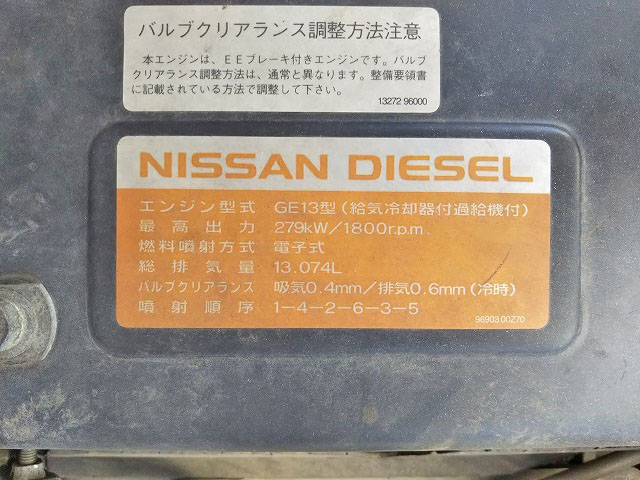 バルブクリアランス調整方法注意
本エンジンは、EEブレーキ付きエンジンです。バルブ
クリアランス調整方法は、通常と異なります。整備要領書
に記載されている方法で調整して下さい。
13272 96000
NISSAN DIESEL
エンジン型式 GE13型(給気冷却器付過給機付)
最高出力 279kW/1800r.p.m.
燃料噴射方式 電子式
総排気量 13.074L
バルブクリアランス 吸気0.4mm/排気0.6mm(冷時)
噴射順序 1-4-2-6-3-5
96903 00Z70